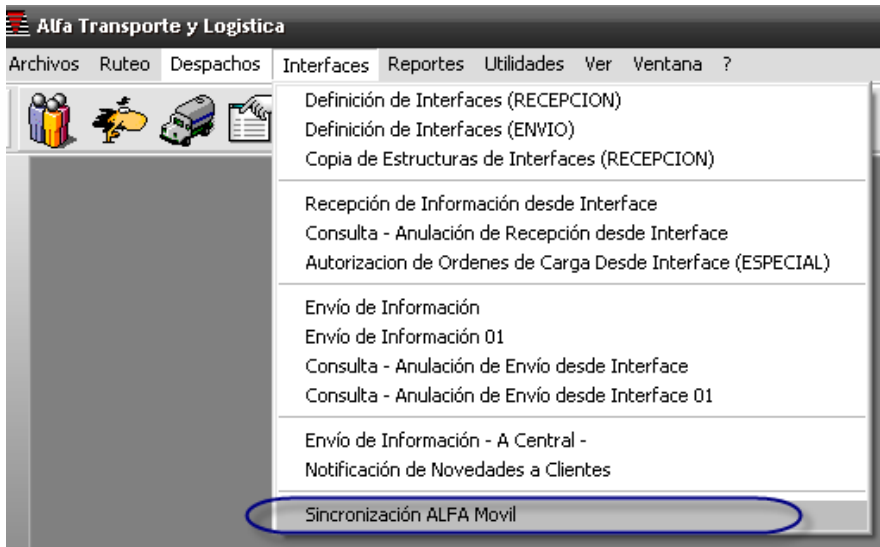 Alfa Transporte y Logistica
Archivos Ruteo Despachos Interfaces Reportes Utilidades Ver Ventana ?
Definición de Interfaces (RECEPCION)
Definición de Interfaces (ENVIO)
Copia de Estructuras de Interfaces (RECEPCION)
Recepción de Información desde Interface
Consulta - Anulación de Recepción desde Interface
Autorizacion de Ordenes de Carga Desde Interface (ESPECIAL)
Envío de Información
Envío de Información 01
Consulta - Anulación de Envío desde Interface
Consulta - Anulación de Envío desde Interface 01
Envío de Información - A Central -
Notificación de Novedades a Clientes
Sincronización ALFA Movil